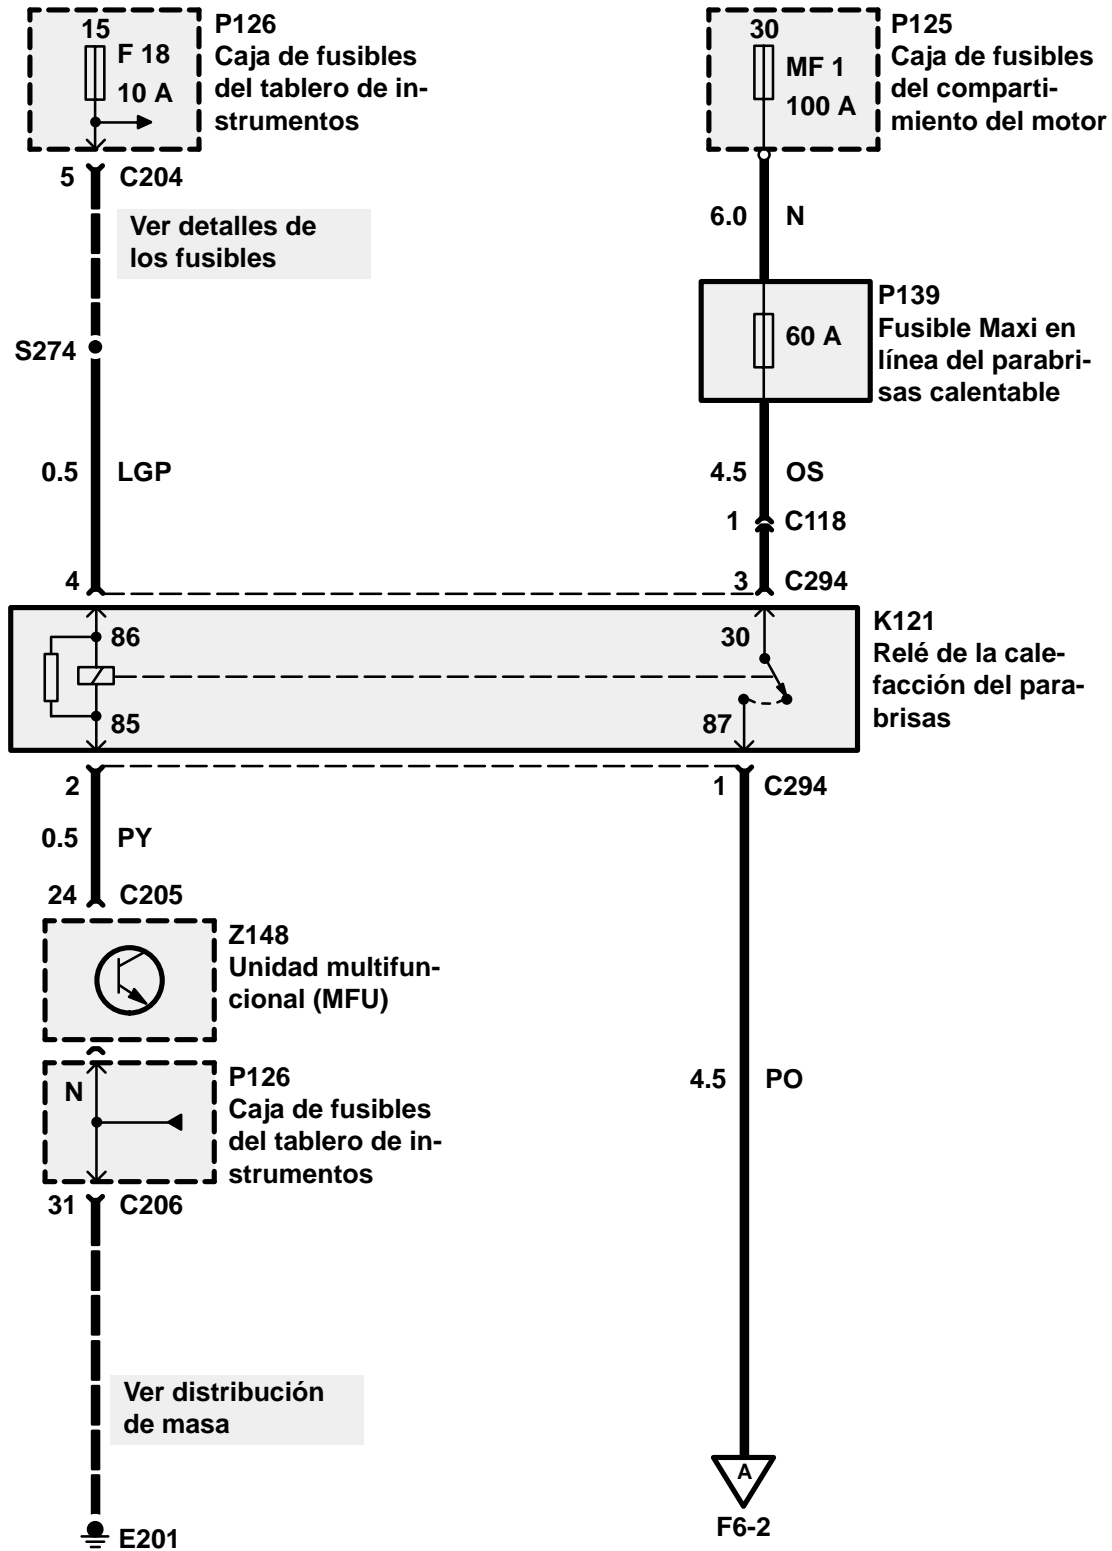 15
F 18
10 A
P126
Caja de fusibles
del tablero de in-
strumentos
30
MF 1
100 A
P125
Caja de fusibles
del comparti-
miento del motor
5
C204
Ver detalles de
los fusibles
6.0
N
S274
60 A
P139
Fusible Maxi en
línea del parabri-
sas calentable
0.5
LGP
4.5
OS
1
C118
4
3
C294
86
30
85
87
K121
Relé de la cale-
facción del para-
brisas
2
1
C294
0.5
PY
24
C205
Z148
Unidad multifun-
cional (MFU)
N
P126
Caja de fusibles
del tablero de in-
strumentos
4.5
PO
31
C206
Ver distribución
de masa
E201
A
F6-2